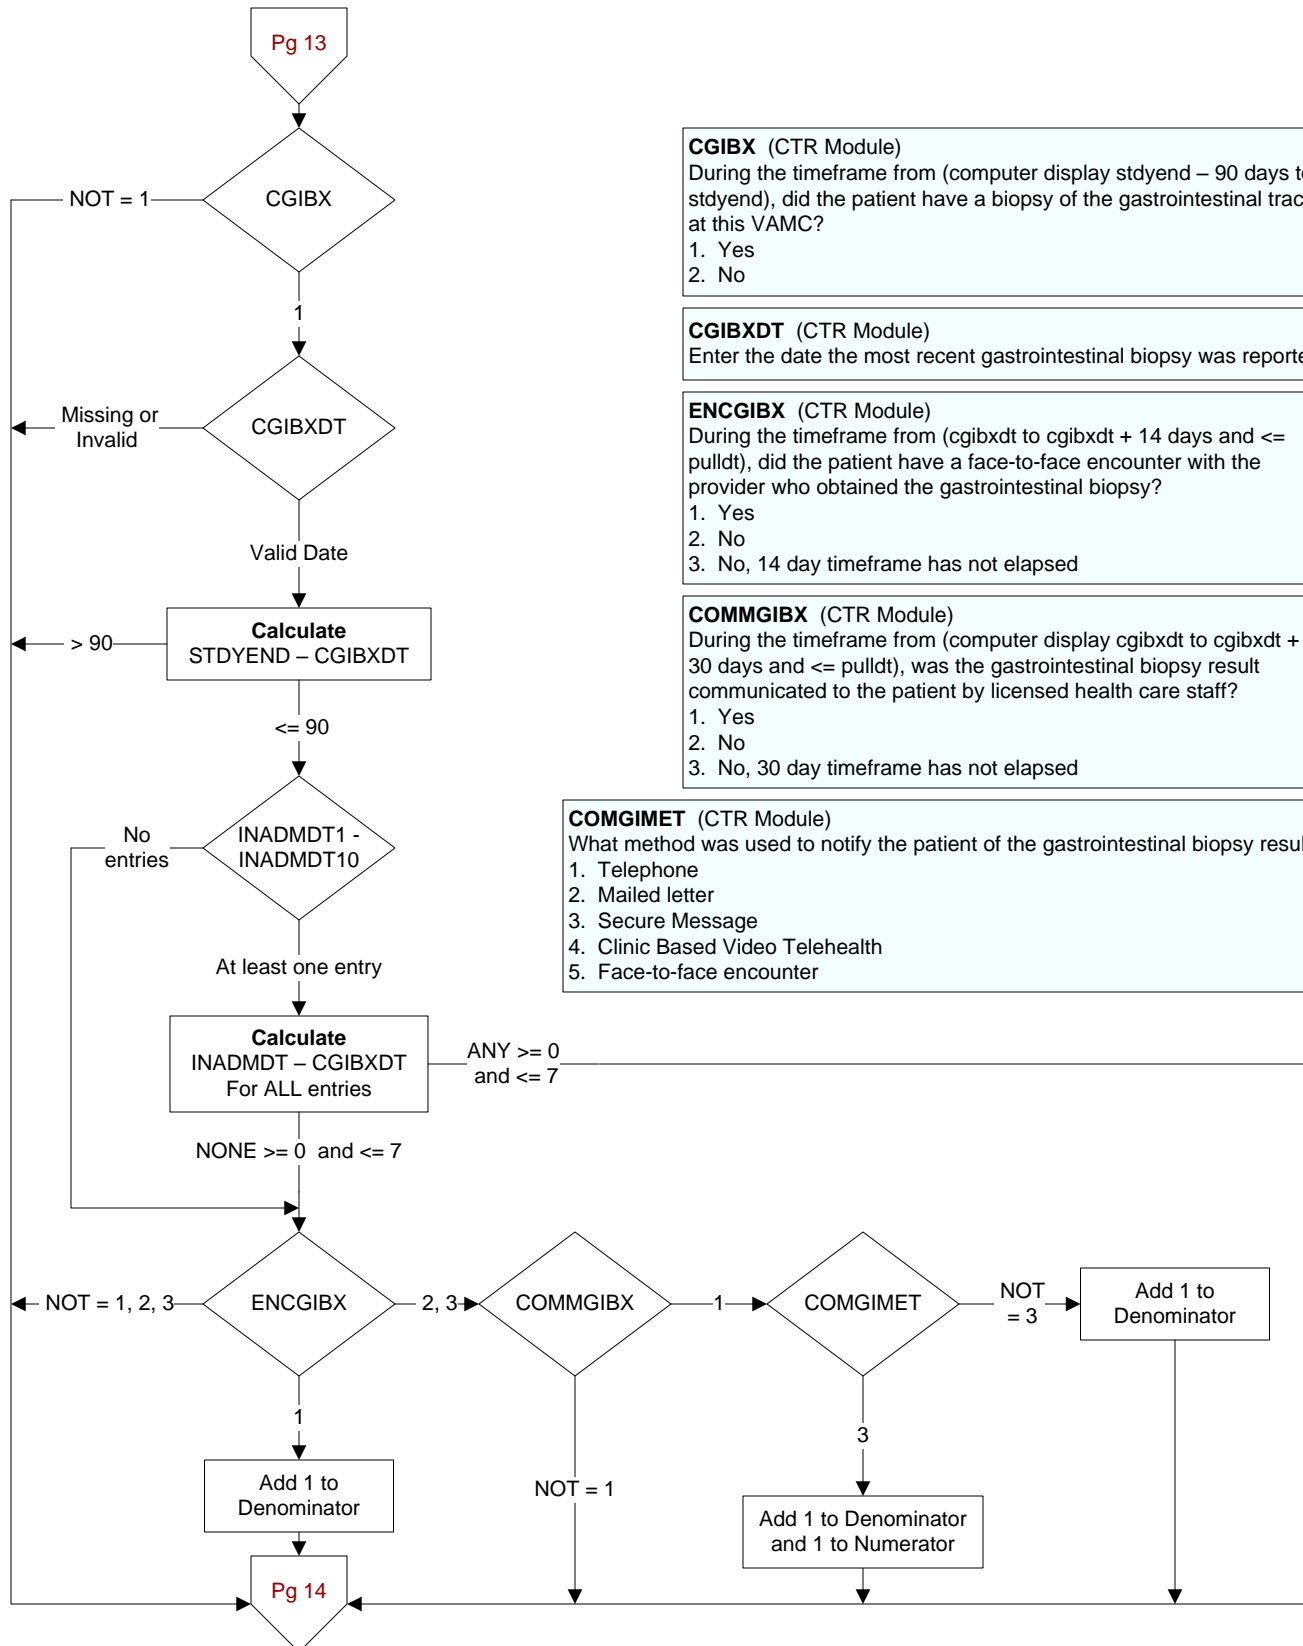 Pg 13
CGIBX
NOT = 1
1
CGIBXDT
Missing or
Invalid
Valid Date
Calculate
STDYEND – CGIBXDT
> 90
<= 90
INADMDT1 -
INADMDT10
No
entries
At least one entry
Calculate
INADMDT – CGIBXDT
For ALL entries
ANY >= 0
and <= 7
NONE >= 0 and <= 7
ENCGIBX
NOT = 1, 2, 3
2, 3
COMMGIBX
1
COMGIMET
NOT
= 3
Add 1 to
Denominator
1
Add 1 to
Denominator
NOT = 1
3
Add 1 to Denominator
and 1 to Numerator
Pg 14
CGIBX (CTR Module)
During the timeframe from (computer display stdyend – 90 days
stdyend), did the patient have a biopsy of the gastrointestinal trac
at this VAMC?
1. Yes
2. No
CGIBXDT (CTR Module)
Enter the date the most recent gastrointestinal biopsy was reporte
ENCGIBX (CTR Module)
During the timeframe from (cgibxdt to cgibxdt + 14 days and <=
pulldt), did the patient have a face-to-face encounter with the
provider who obtained the gastrointestinal biopsy?
1. Yes
2. No
3. No, 14 day timeframe has not elapsed
COMMGIBX (CTR Module)
During the timeframe from (computer display cgibxdt to cgibxdt +
30 days and <= pulldt), was the gastrointestinal biopsy result
communicated to the patient by licensed health care staff?
1. Yes
2. No
3. No, 30 day timeframe has not elapsed
COMGIMET (CTR Module)
What method was used to notify the patient of the gastrointestinal biopsy resul
1. Telephone
2. Mailed letter
3. Secure Message
4. Clinic Based Video Telehealth
5. Face-to-face encounter